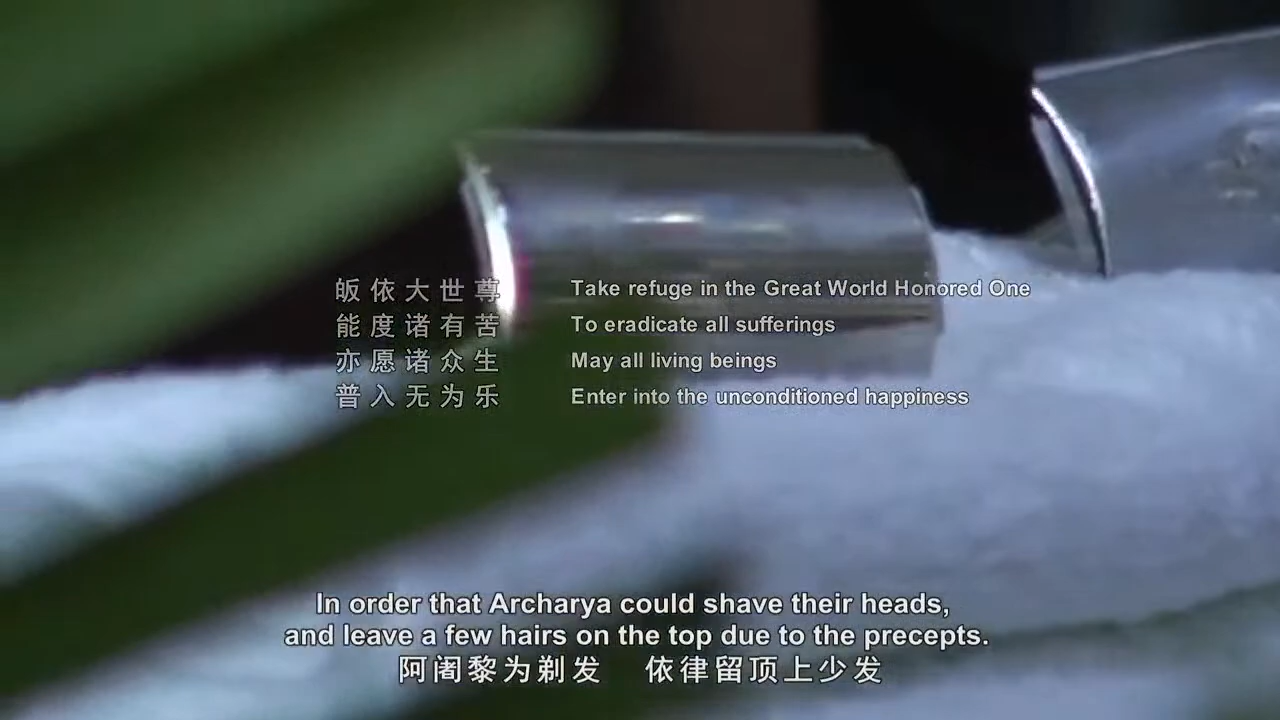 皈依大世尊 Take refuge in the Great World Honored One
能度诸有苦 To eradicate all sufferings
亦愿诸众生 May all living beings
普入无为乐 Enter into the unconditioned happiness
In order that Archarya could shave their heads,
and leave a few hairs on the top due to the precepts.
阿阇黎为剃发 依律留顶上少发